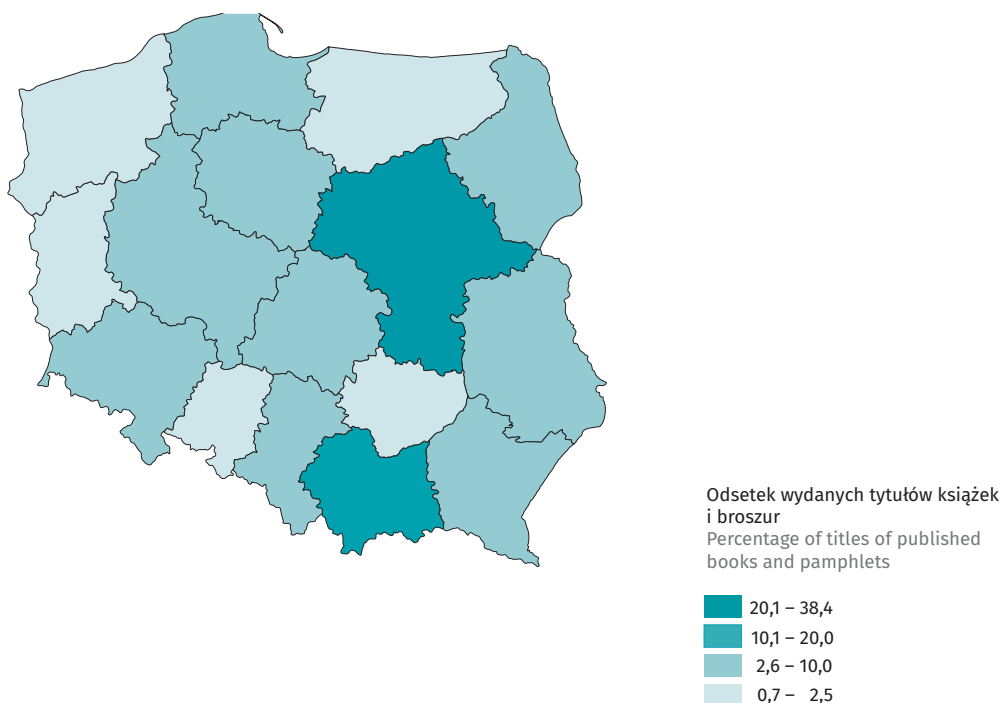 Odsetek wydanych tytułów książek
i broszur
Percentage of titles of published
books and pamphlets
20,1 – 38,4
10,1 – 20,0
2,6 – 10,0
0,7 – 2,5